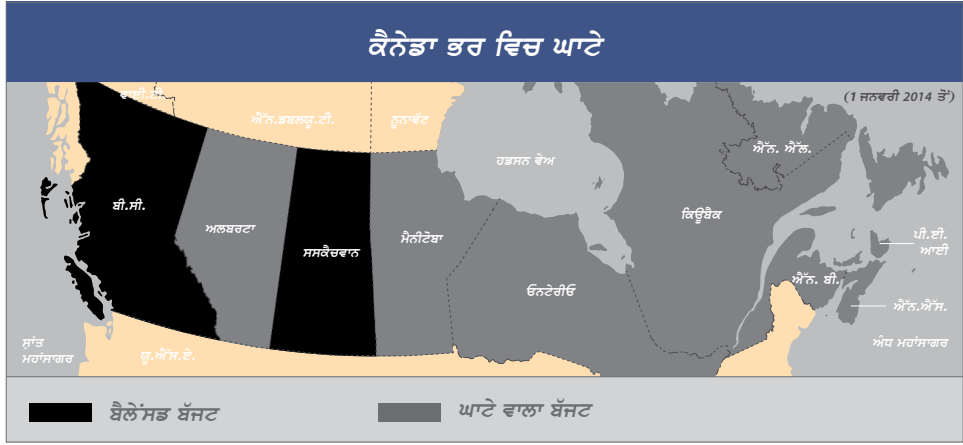 ਕੈਨੇਡਾ ਭਰ ਵਿਚ ਘਾਟੇ
(1 ਜਨਵਰੀ 2014 ਤੋਂ)
ਵਾਈ.ਟੀ.
ਐੱਨ.ਡਬਲਯੂ.ਟੀ.
ਨੂਨਾਵੱਟ
ਹਡਸਨ ਵੇਅ
ਐੱਨ. ਐੱਲ.
ਬੀ.ਸੀ.
ਅਲਬਰਟਾ
ਸਸਕੈਚਵਾਨ
ਮੈਨੀਟੋਬਾ
ਓਨਟੇਰੀਓ
ਕਿਊਬੈਕ
ਪੀ.ਈ.
ਆਈ
ਐੱਨ. ਬੀ.
ਐੱਨ.ਐੱਸ.
ਸ਼ਾਂਤ
ਮਹਾਂਸਾਗਰ
ਯੂ.ਐੱਸ.ਏ.
ਅੰਧ ਮਹਾਂਸਾਗਰ
ਬੈਲੇਂਸਡ ਬੱਜਟ
ਘਾਟੇ ਵਾਲਾ ਬੱਜਟ